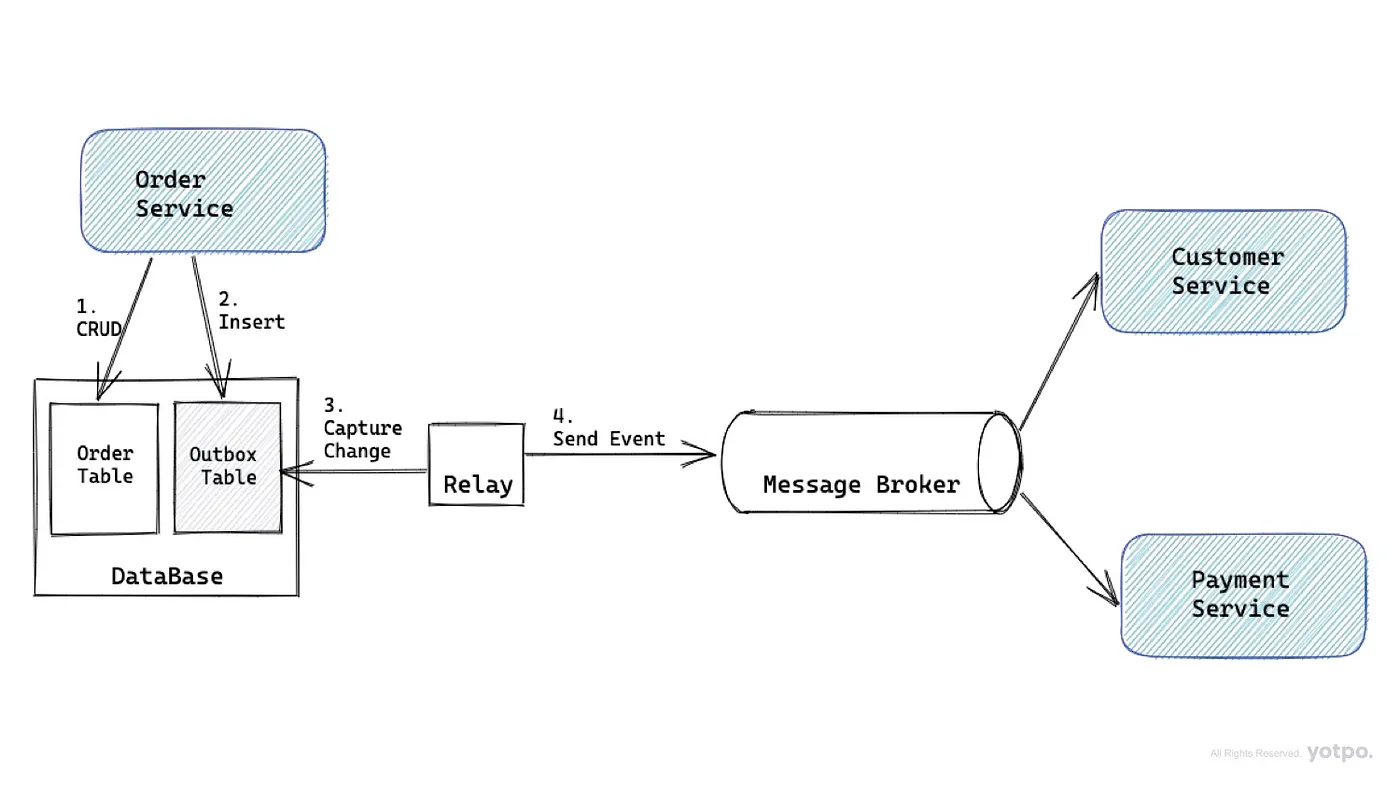 Order
Service
1.
CRUD
2.
Insert
Order
Table
Outbox
Table
DataBase
3.
Capture
Change
Relay
4.
Send Event
Message Broker
Customer
Service
Payment
Service
All Rights Reserved. yotpo.